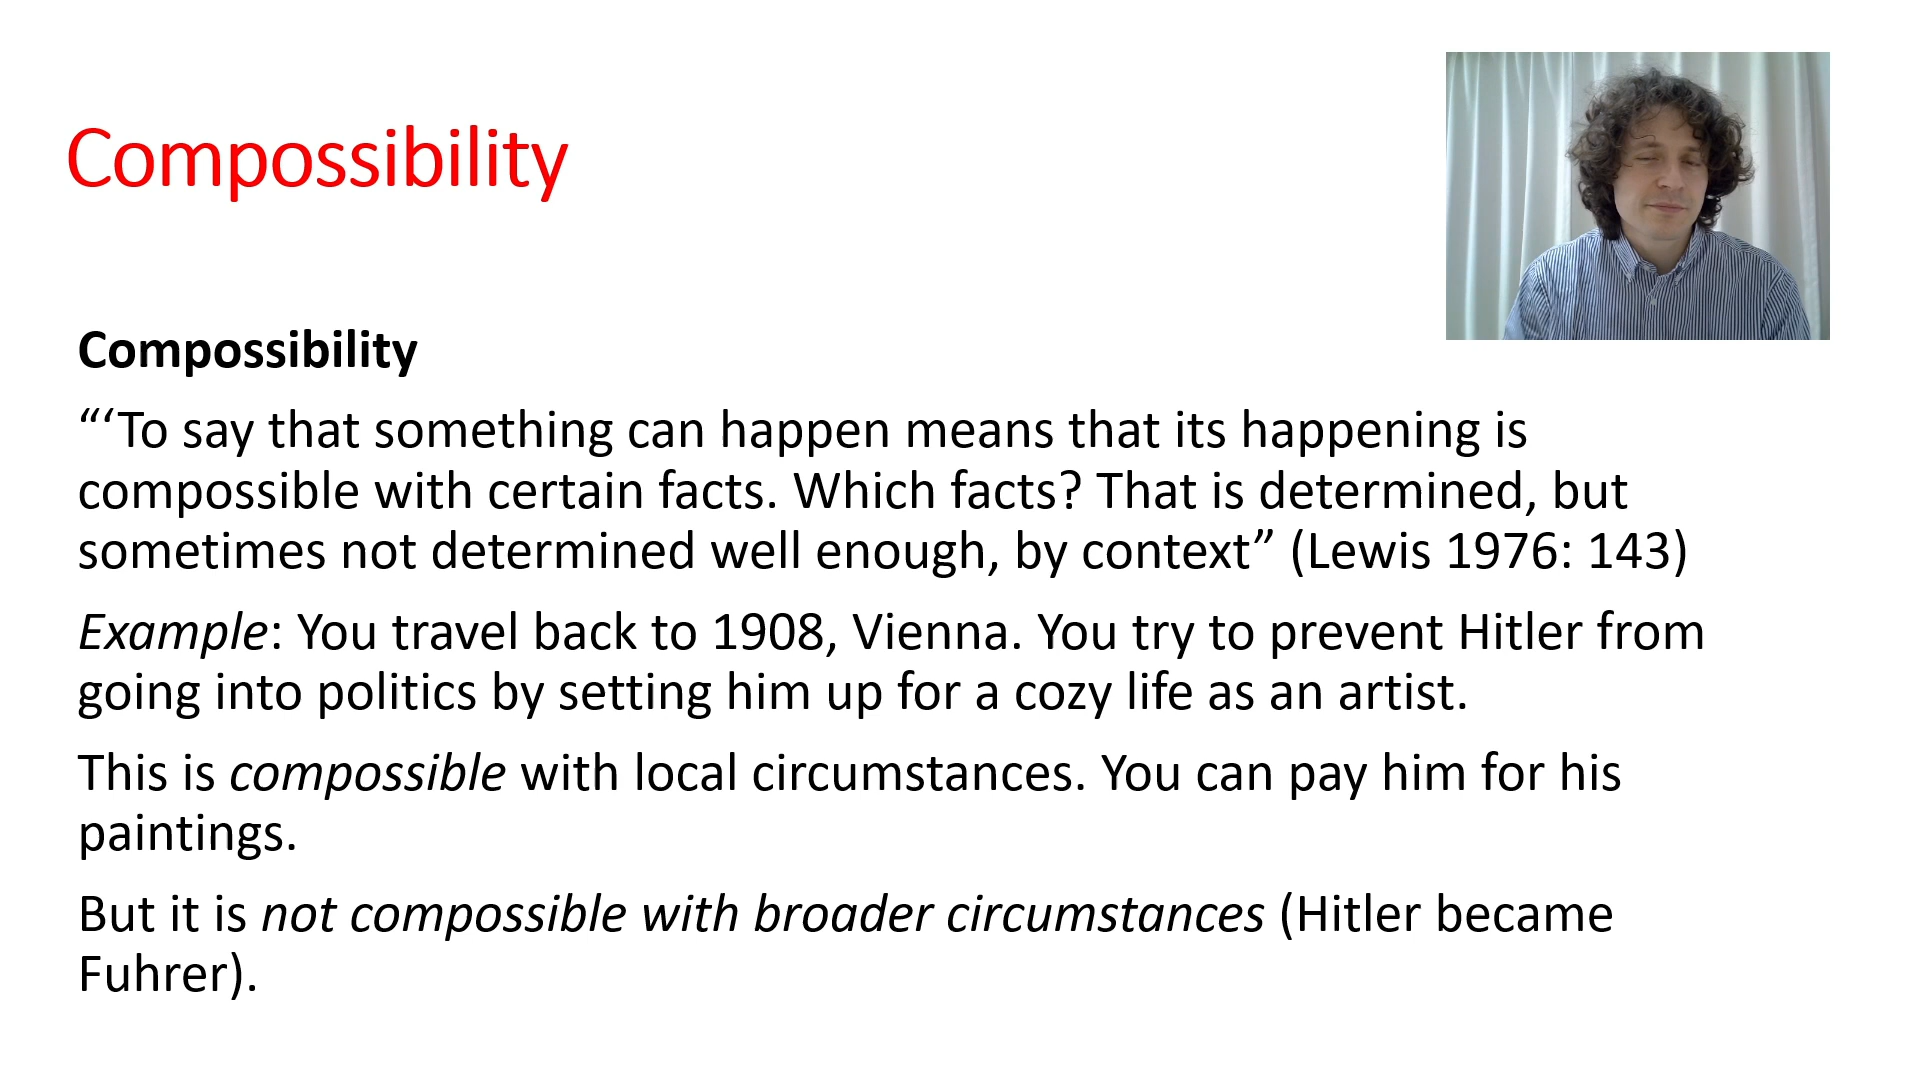 Compossibility
Compossibility
“‘To say that something can happen means that its happening is
compossible with certain facts. Which facts? That is determined, but
sometimes not determined well enough, by context” (Lewis 1976: 143)
Example: You travel back to 1908, Vienna. You try to prevent Hitler from
going into politics by setting him up for a cozy life as an artist.
This is compossible with local circumstances. You can pay him for his
paintings.
But it is not compossible with broader circumstances (Hitler became
Fuhrer).